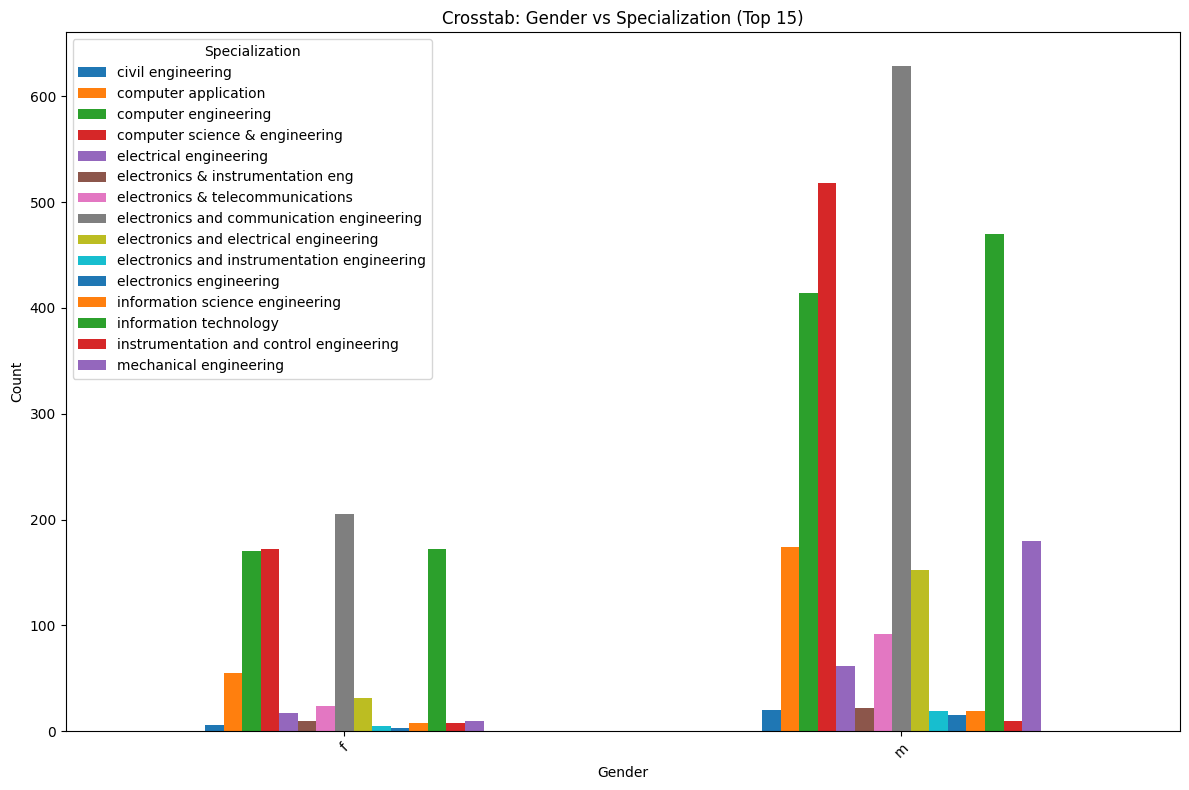 Crosstab: Gender vs Specialization (Top 15)
Specialization
civil engineering
computer application
computer engineering
computer science & engineering
electrical engineering
electronics & instrumentation eng
electronics & telecommunications
electronics and communication engineering
electronics and electrical engineering
electronics and instrumentation engineering
electronics engineering
information science engineering
information technology
instrumentation and control engineering
mechanical engineering
Count
600
500
400
300
200
100
0
f
m
Gender